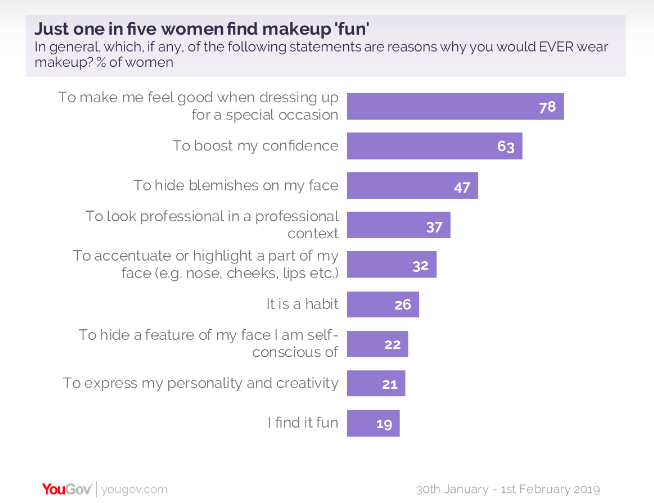 Just one in five women find makeup 'fun'
In general, which, if any, of the following statements are reasons why you would EVER wear
makeup? % of women
To make me feel good when dressing up
for a special occasion
78
To boost my confidence
63
To hide blemishes on my face
47
To look professional in a professional
context
37
To accentuate or highlight a part of my
face (e.g. nose, cheeks, lips etc.)
32
It is a habit
26
To hide a feature of my face I am self-
conscious of
22
To express my personality and creativity
21
I find it fun
19
YouGov | yougov.com
30th January - 1st February 2019